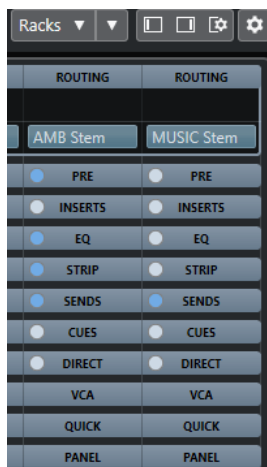 Racks
ROUTING ROUTING
AMB Stem MUSIC Stem
PRE PRE
INSERTS INSERTS
EQ EQ
STRIP STRIP
SENDS SENDS
CUES CUES
DIRECT DIRECT
VCA VCA
QUICK QUICK
PANEL PANEL